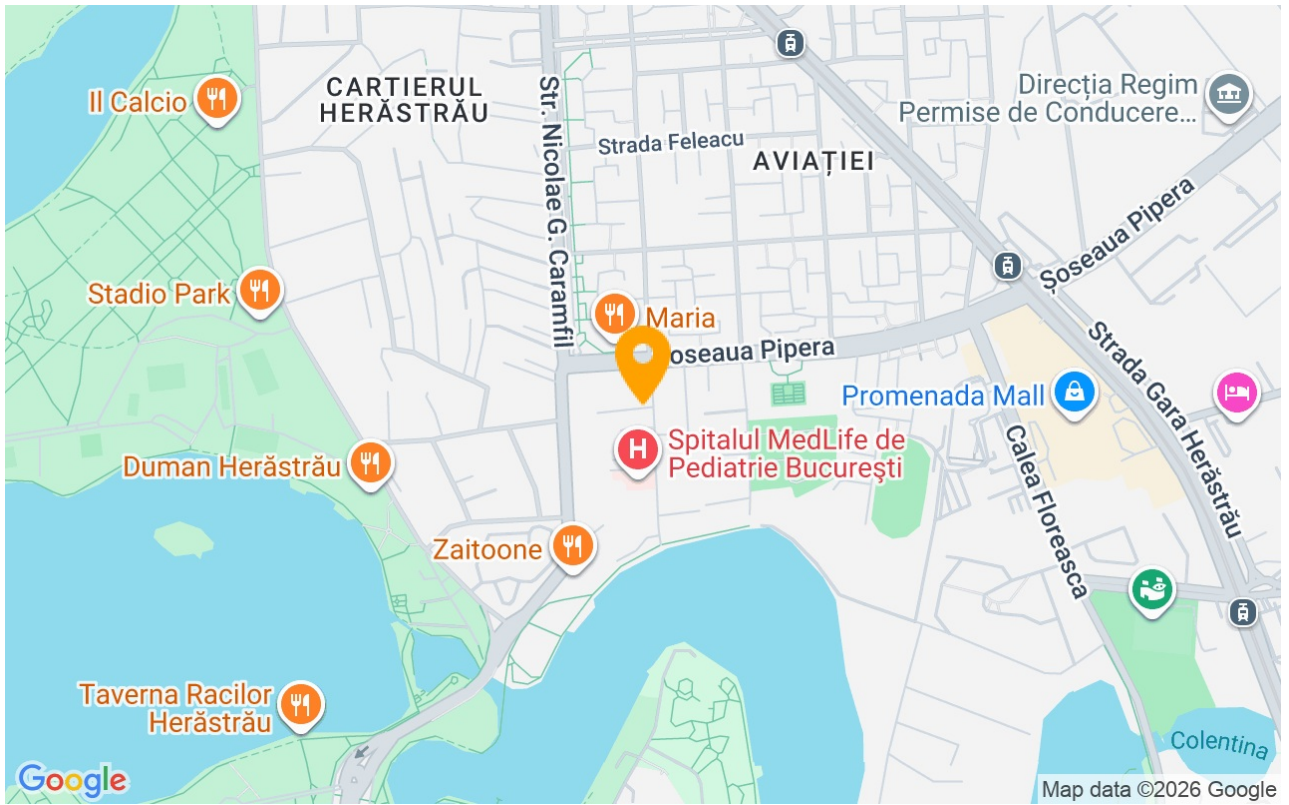 Il Calcio
CARTIERUL
HERĂSTRĂU
Str. Nicolae G. Caramfil
Strada Feleacu
AVIAȚIEI
Direcția Regim
Permise de Conducere...
Șoseaua Pipera
Stadio Park
Maria
oseaua Pipera
Promenada Mall
Strada Gara Herăstrău
Calea Floreasca
H
Spitalul MedLife de
Pediatrie Bucureşti
Duman Herăstrău
Zaitoone
Taverna Racilor
Herăstrău
Colentina
Google
Map data ©2026 Google